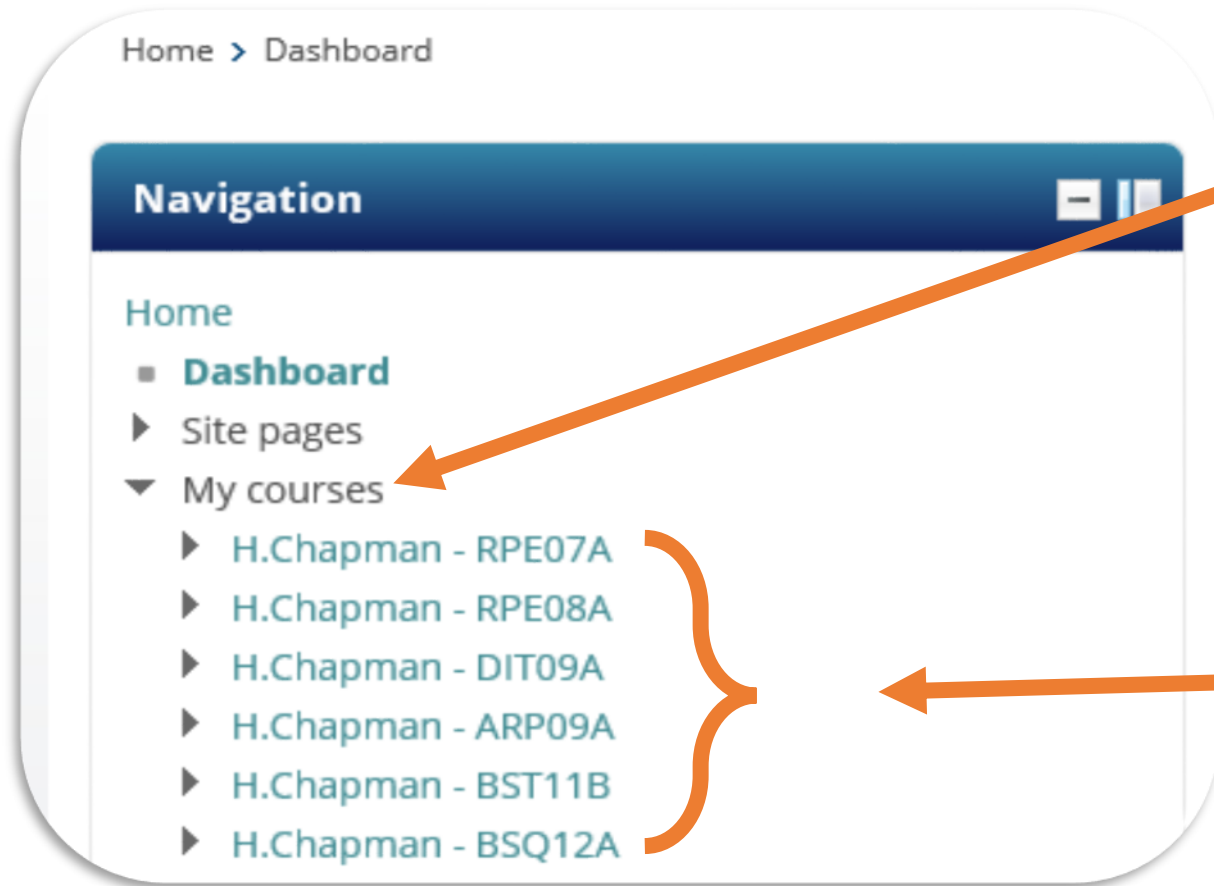 Home > Dashboard
Navigation
Home
Dashboard
Site pages
My courses
H.Chapman - RPE07A
H.Chapman - RPE08A
H.Chapman - DIT09A
H.Chapman - ARP09A
H.Chapman - BST11B
H.Chapman - BSQ12A